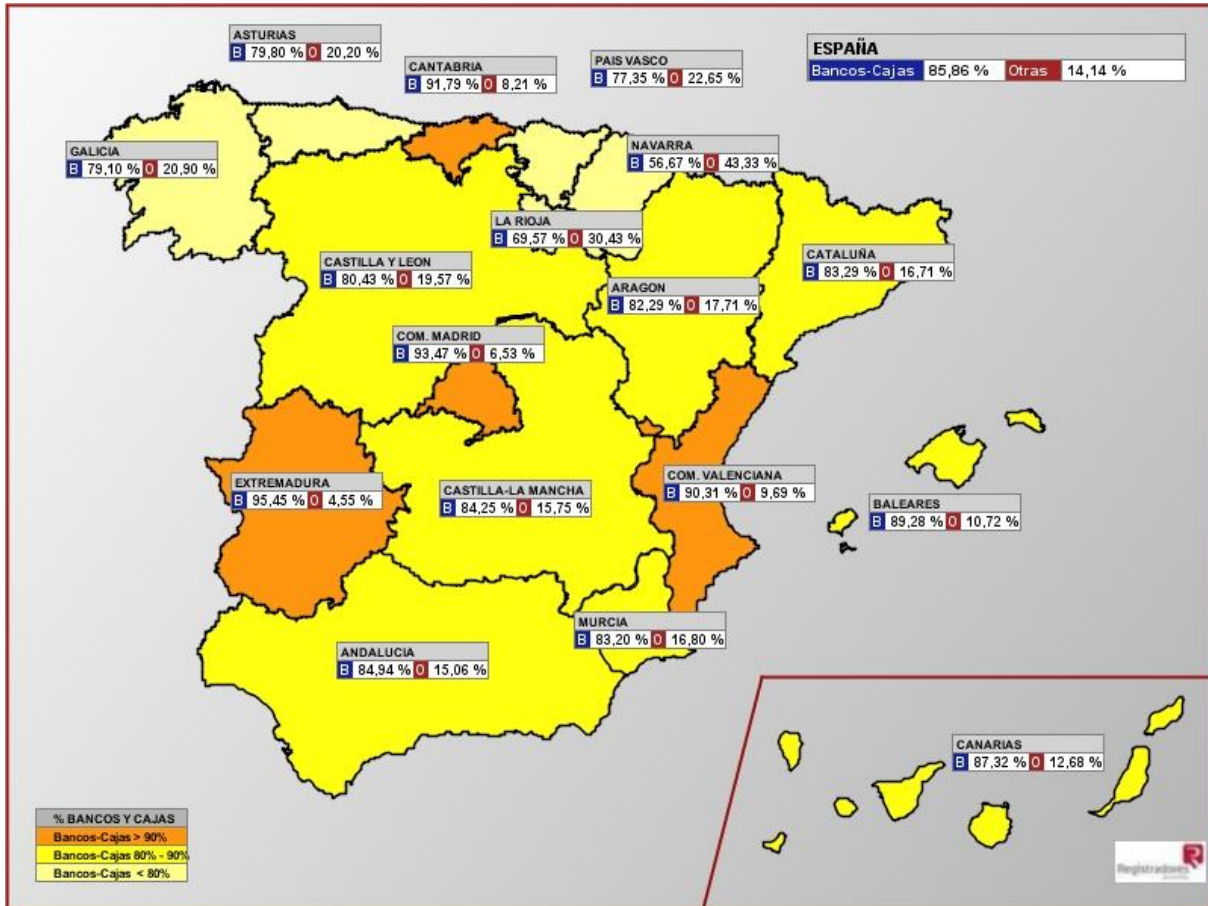 ASTURIAS
B 79,80 % O 20,20 %
CANTABRIA
B 91,79 % O 8,21 %
PAIS VASCO
B 77,35 % O 22,65 %
ESPAÑA
Bancos-Cajas 85,86 % Otras 14,14 %
GALICIA
B 79,10 % O 20,90 %
NAVARRA
B 56,67 % O 43,33 %
LA RIOJA
B 69,57 % O 30,43 %
CASTILLA Y LEON
B 80,43 % O 19,57 %
CATALUÑA
B 83,29 % O 16,71 %
ARAGON
B 82,29 % O 17,71 %
COM. MADRID
B 93,47 % O 6,53 %
EXTREMADURA
B 95,45 % O 4,55 %
CASTILLA-LA MANCHA
B 84,25 % O 15,75 %
COM. VALENCIANA
B 90,31 % O 9,69 %
BALEARES
B 89,28 % O 10,72 %
MURCIA
B 83,20 % O 16,80 %
ANDALUCIA
B 84,94 % O 15,06 %
CANARIAS
B 87,32 % O 12,68 %
% BANCOS Y CAJAS
Bancos-Cajas > 90%
Bancos-Cajas 80% - 90%
Bancos-Cajas < 80%
Registradores